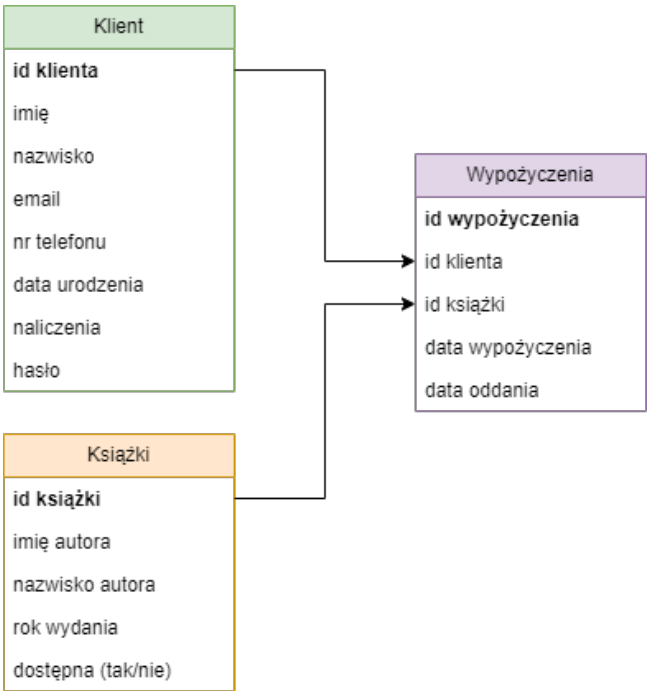 Klient
id klienta
imię
nazwisko
email
nr telefonu
data urodzenia
naliczenia
hasło
Wypożyczenia
id wypożyczenia
id klienta
id książki
data wypożyczenia
data oddania
Książki
id książki
imię autora
nazwisko autora
rok wydania
dostępna (tak/nie)